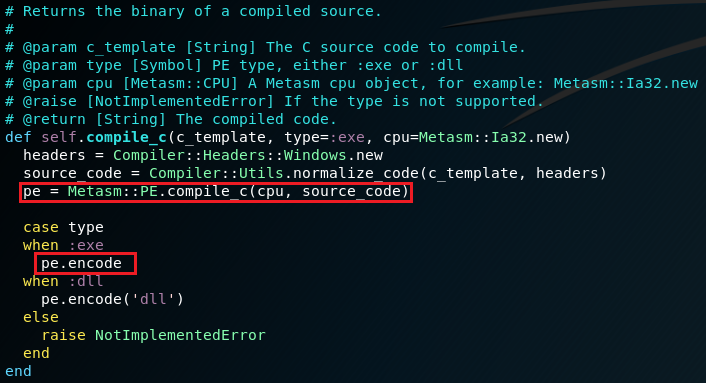 # Returns the binary of a compiled source.
#
# @param c_template [String] The C source code to compile.
# @param type [Symbol] PE type, either :exe or :dll
# @param cpu [Metasm::CPU] A Metasm cpu object, for example: Metasm::Ia32.new
# @raise [NotImplementedError] If the type is not supported.
# @return [String] The compiled code.
def self.compile_c(c_template, type=:exe, cpu=Metasm::Ia32.new)
  headers = Compiler::Headers::Windows.new
  source_code = Compiler::Utils.normalize_code(c_template, headers)
  pe = Metasm::PE.compile_c(cpu, source_code)
  case type
  when :exe
    pe.encode
  when :dll
    pe.encode('dll')
  else
    raise NotImplementedError
  end
end